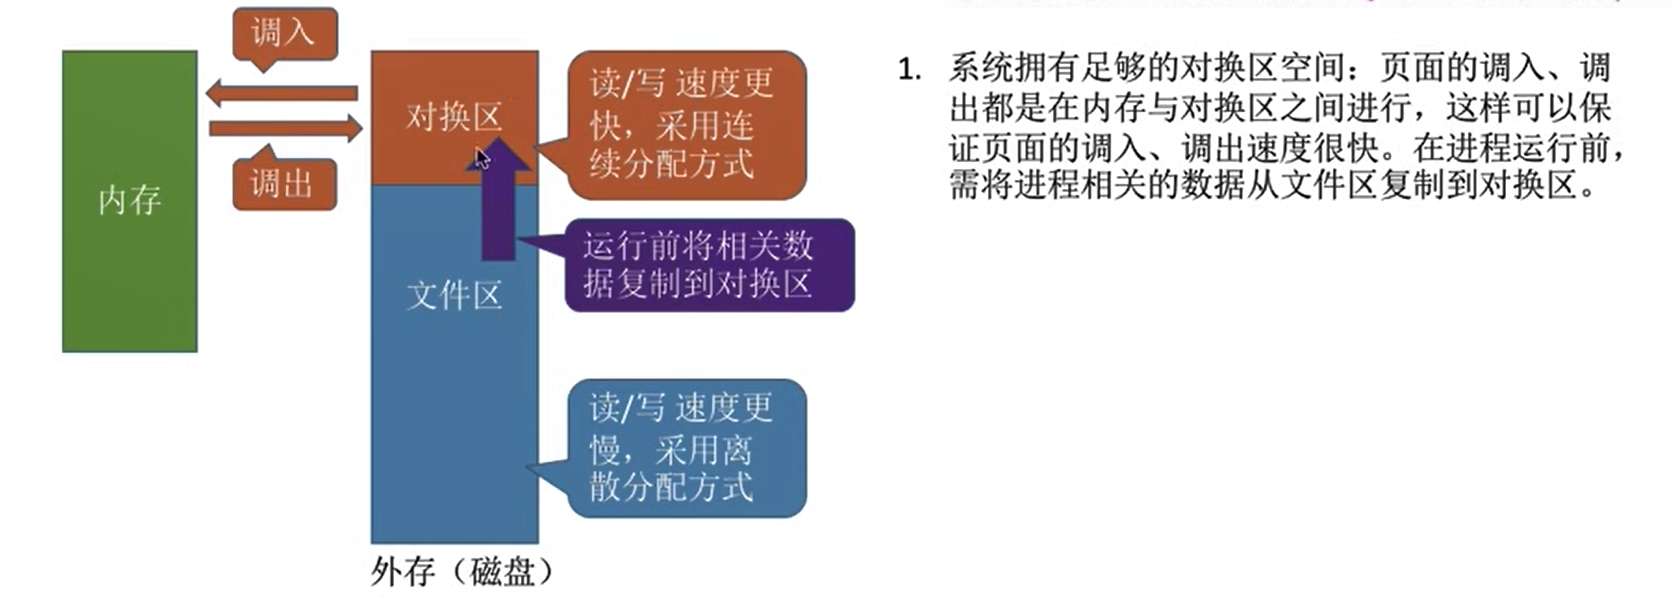 调入
调出
内存
对换区
文件区
外存（磁盘）
读/写 速度更
快，采用连
续分配方式
运行前将相关数
据复制到对换区
读/写 速度更
慢，采用离
散分配方式
1. 系统拥有足够的对换区空间：页面的调入、调
出都是在内存与对换区之间进行，这样可以保
证页面的调入、调出速度很快。在进程运行前，
需将进程相关的数据从文件区复制到对换区。